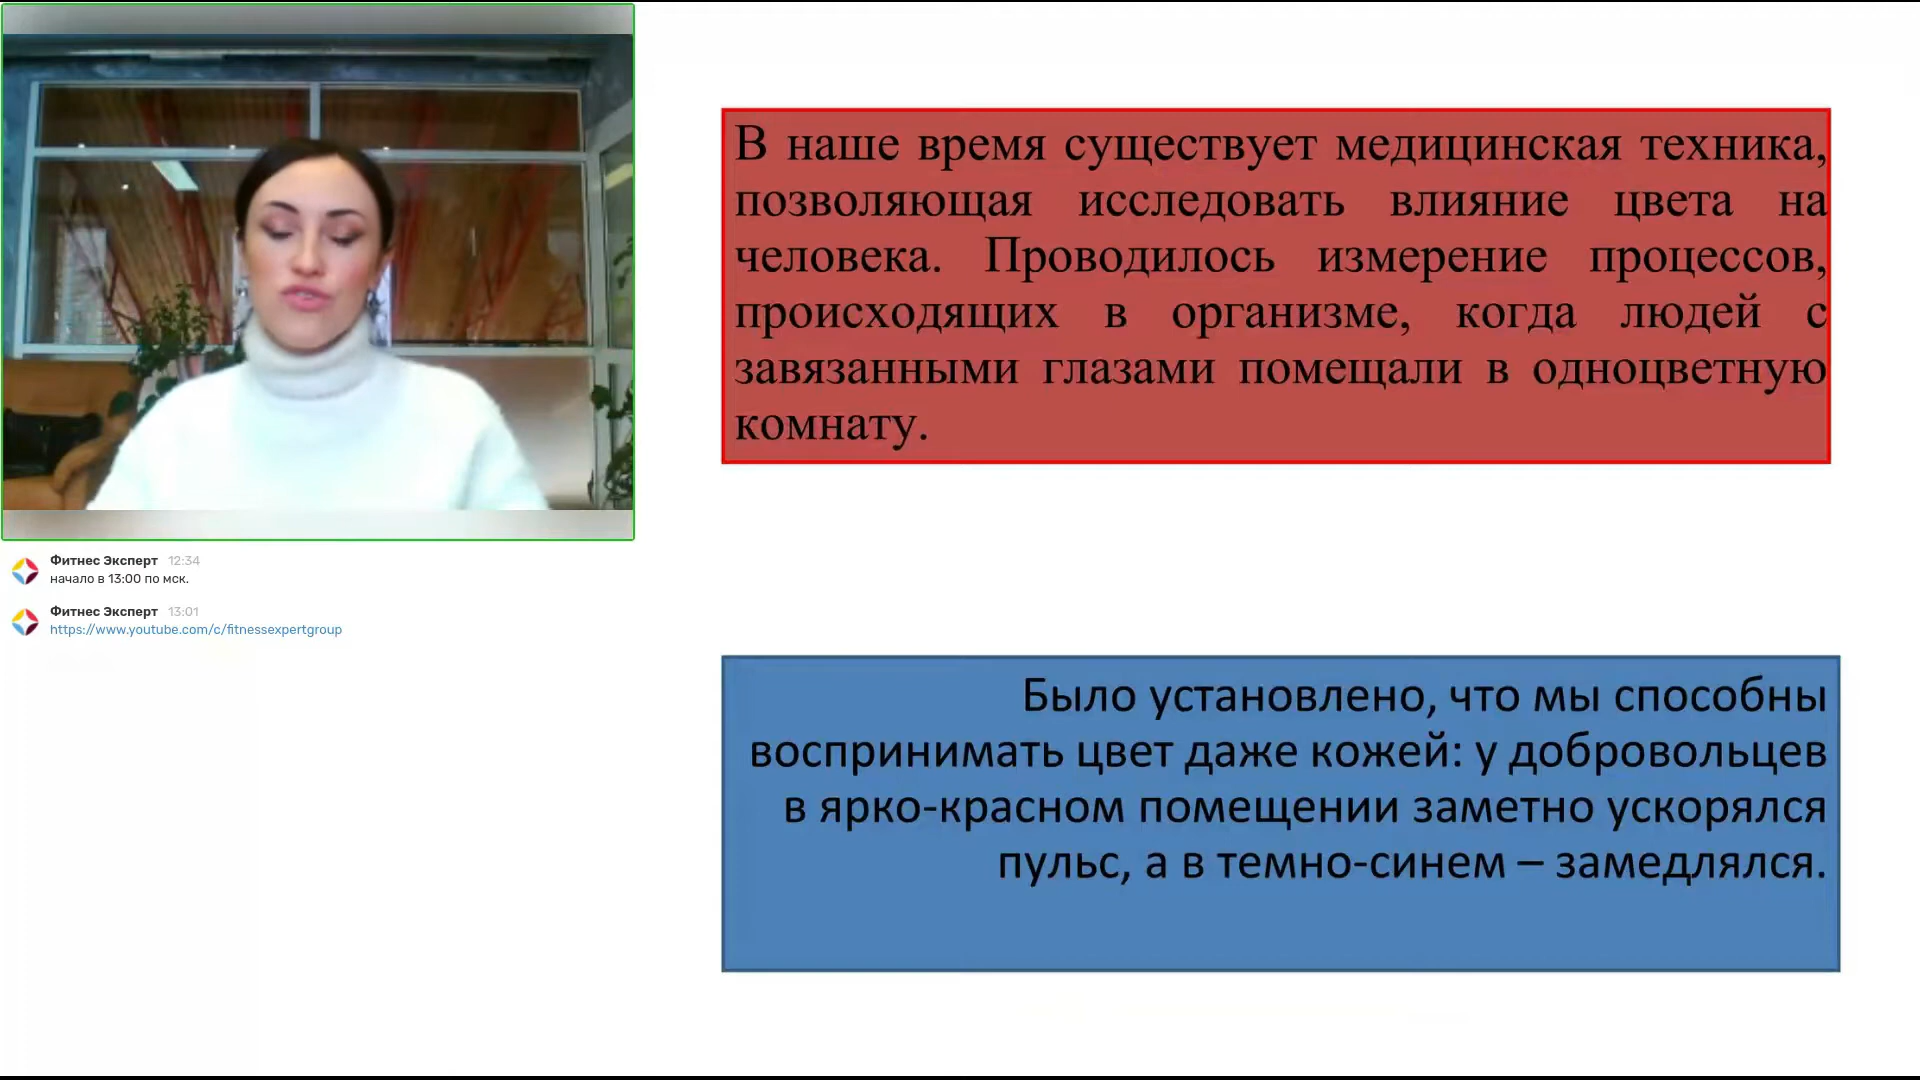 В наше время существует медицинская техника,
позволяющая исследовать влияние цвета на
человека. Проводилось измерение процессов,
происходящих в организме, когда людей с
завязанными глазами помещали в одноцветную
комнату.
Фитнес Эксперт 12:34
начало в 13:00 по мск.
Фитнес Эксперт 13:01
https://www.youtube.com/c/fitnessexpertgroup
Было установлено, что мы способны
воспринимать цвет даже кожей: у добровольцев
в ярко-красном помещении заметно ускорялся
пульс, а в темно-синем – замедлялся.